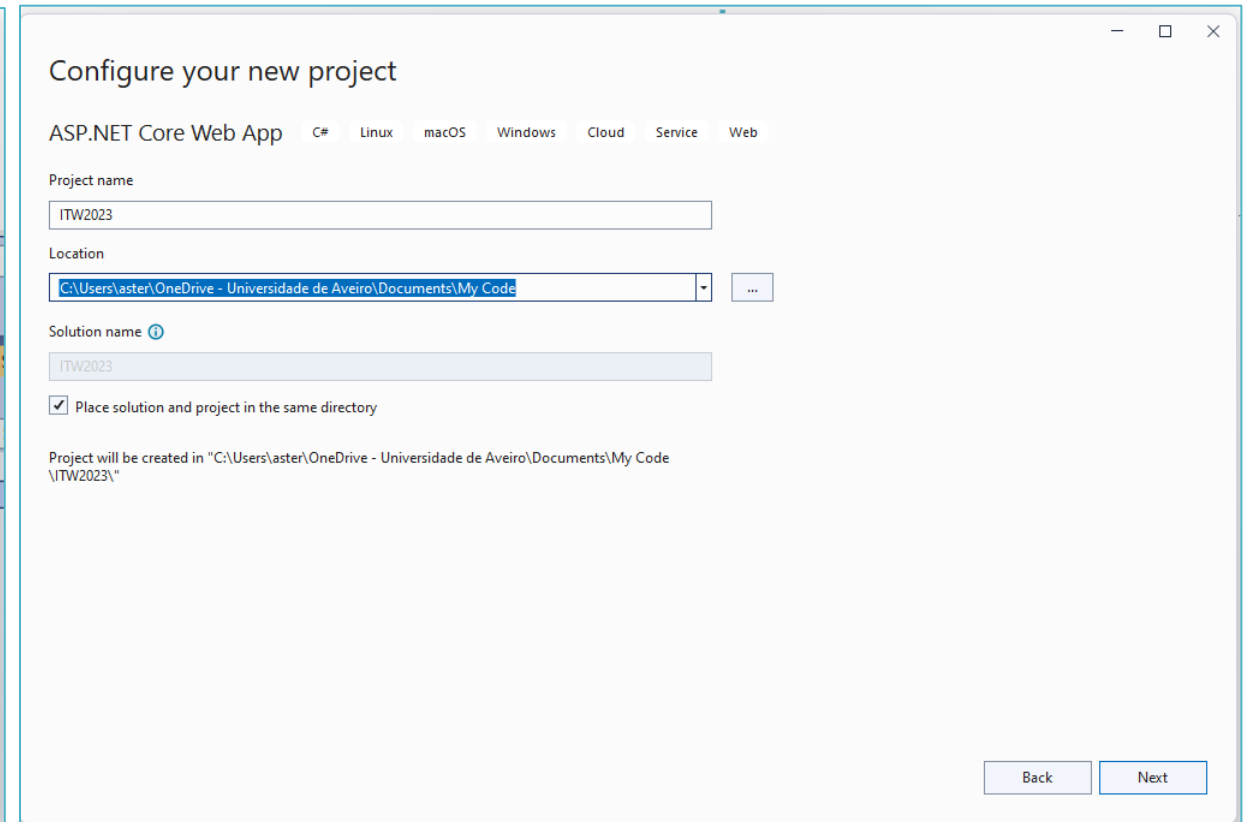 Configure your new project
ASP.NET Core Web App C# Linux macOS Windows Cloud Service Web
Project name
ITW2023
Location
C:\Users\aster\OneDrive - Universidade de Aveiro\Documents\My Code
...
Solution name
ITW2023
Place solution and project in the same directory
Project will be created in "C:\Users\aster\OneDrive - Universidade de Aveiro\Documents\My Code
\ITW2023\"
Back Next